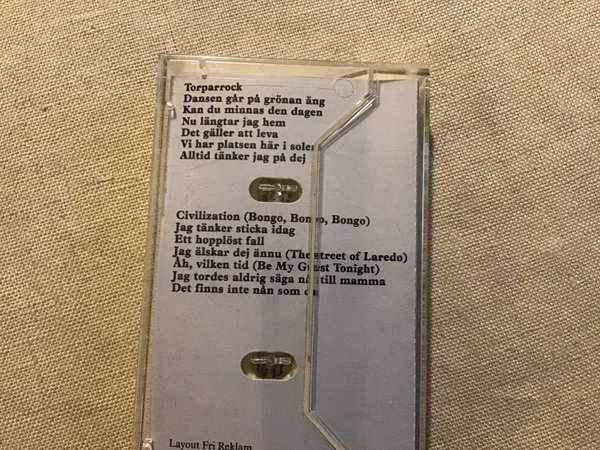 Torparrock
Dansen går på grönan äng
Kan du minnas den dagen
Nu längtar jag hem
Det gäller att leva
Vi har platsen här i solen
Alltid tänker jag på dej
Civilization (Bongo, Bongo, Bongo)
Jag tänker sticka idag
Ett hopplöst fall
Jag älskar dej ännu (The street of Laredo)
Åh, vilken tid (Be My Guest Tonight)
Jag tordes aldrig säga nå't till mamma
Det finns inte nån som du
Layout Fri Reklam